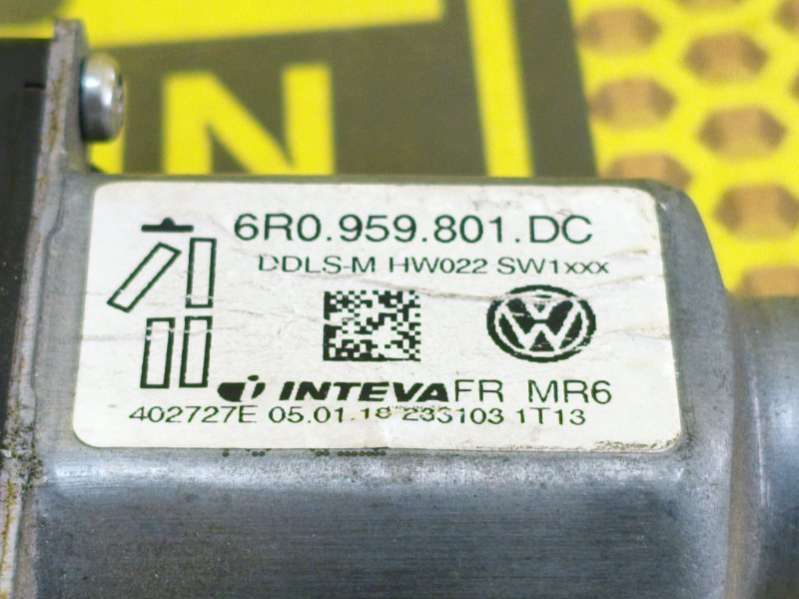 N
6R0.959.801.DC
DDLS-M HW022 SW1xxx
INTEVA FR MR6
402727E 05.01.18 233103 1T13